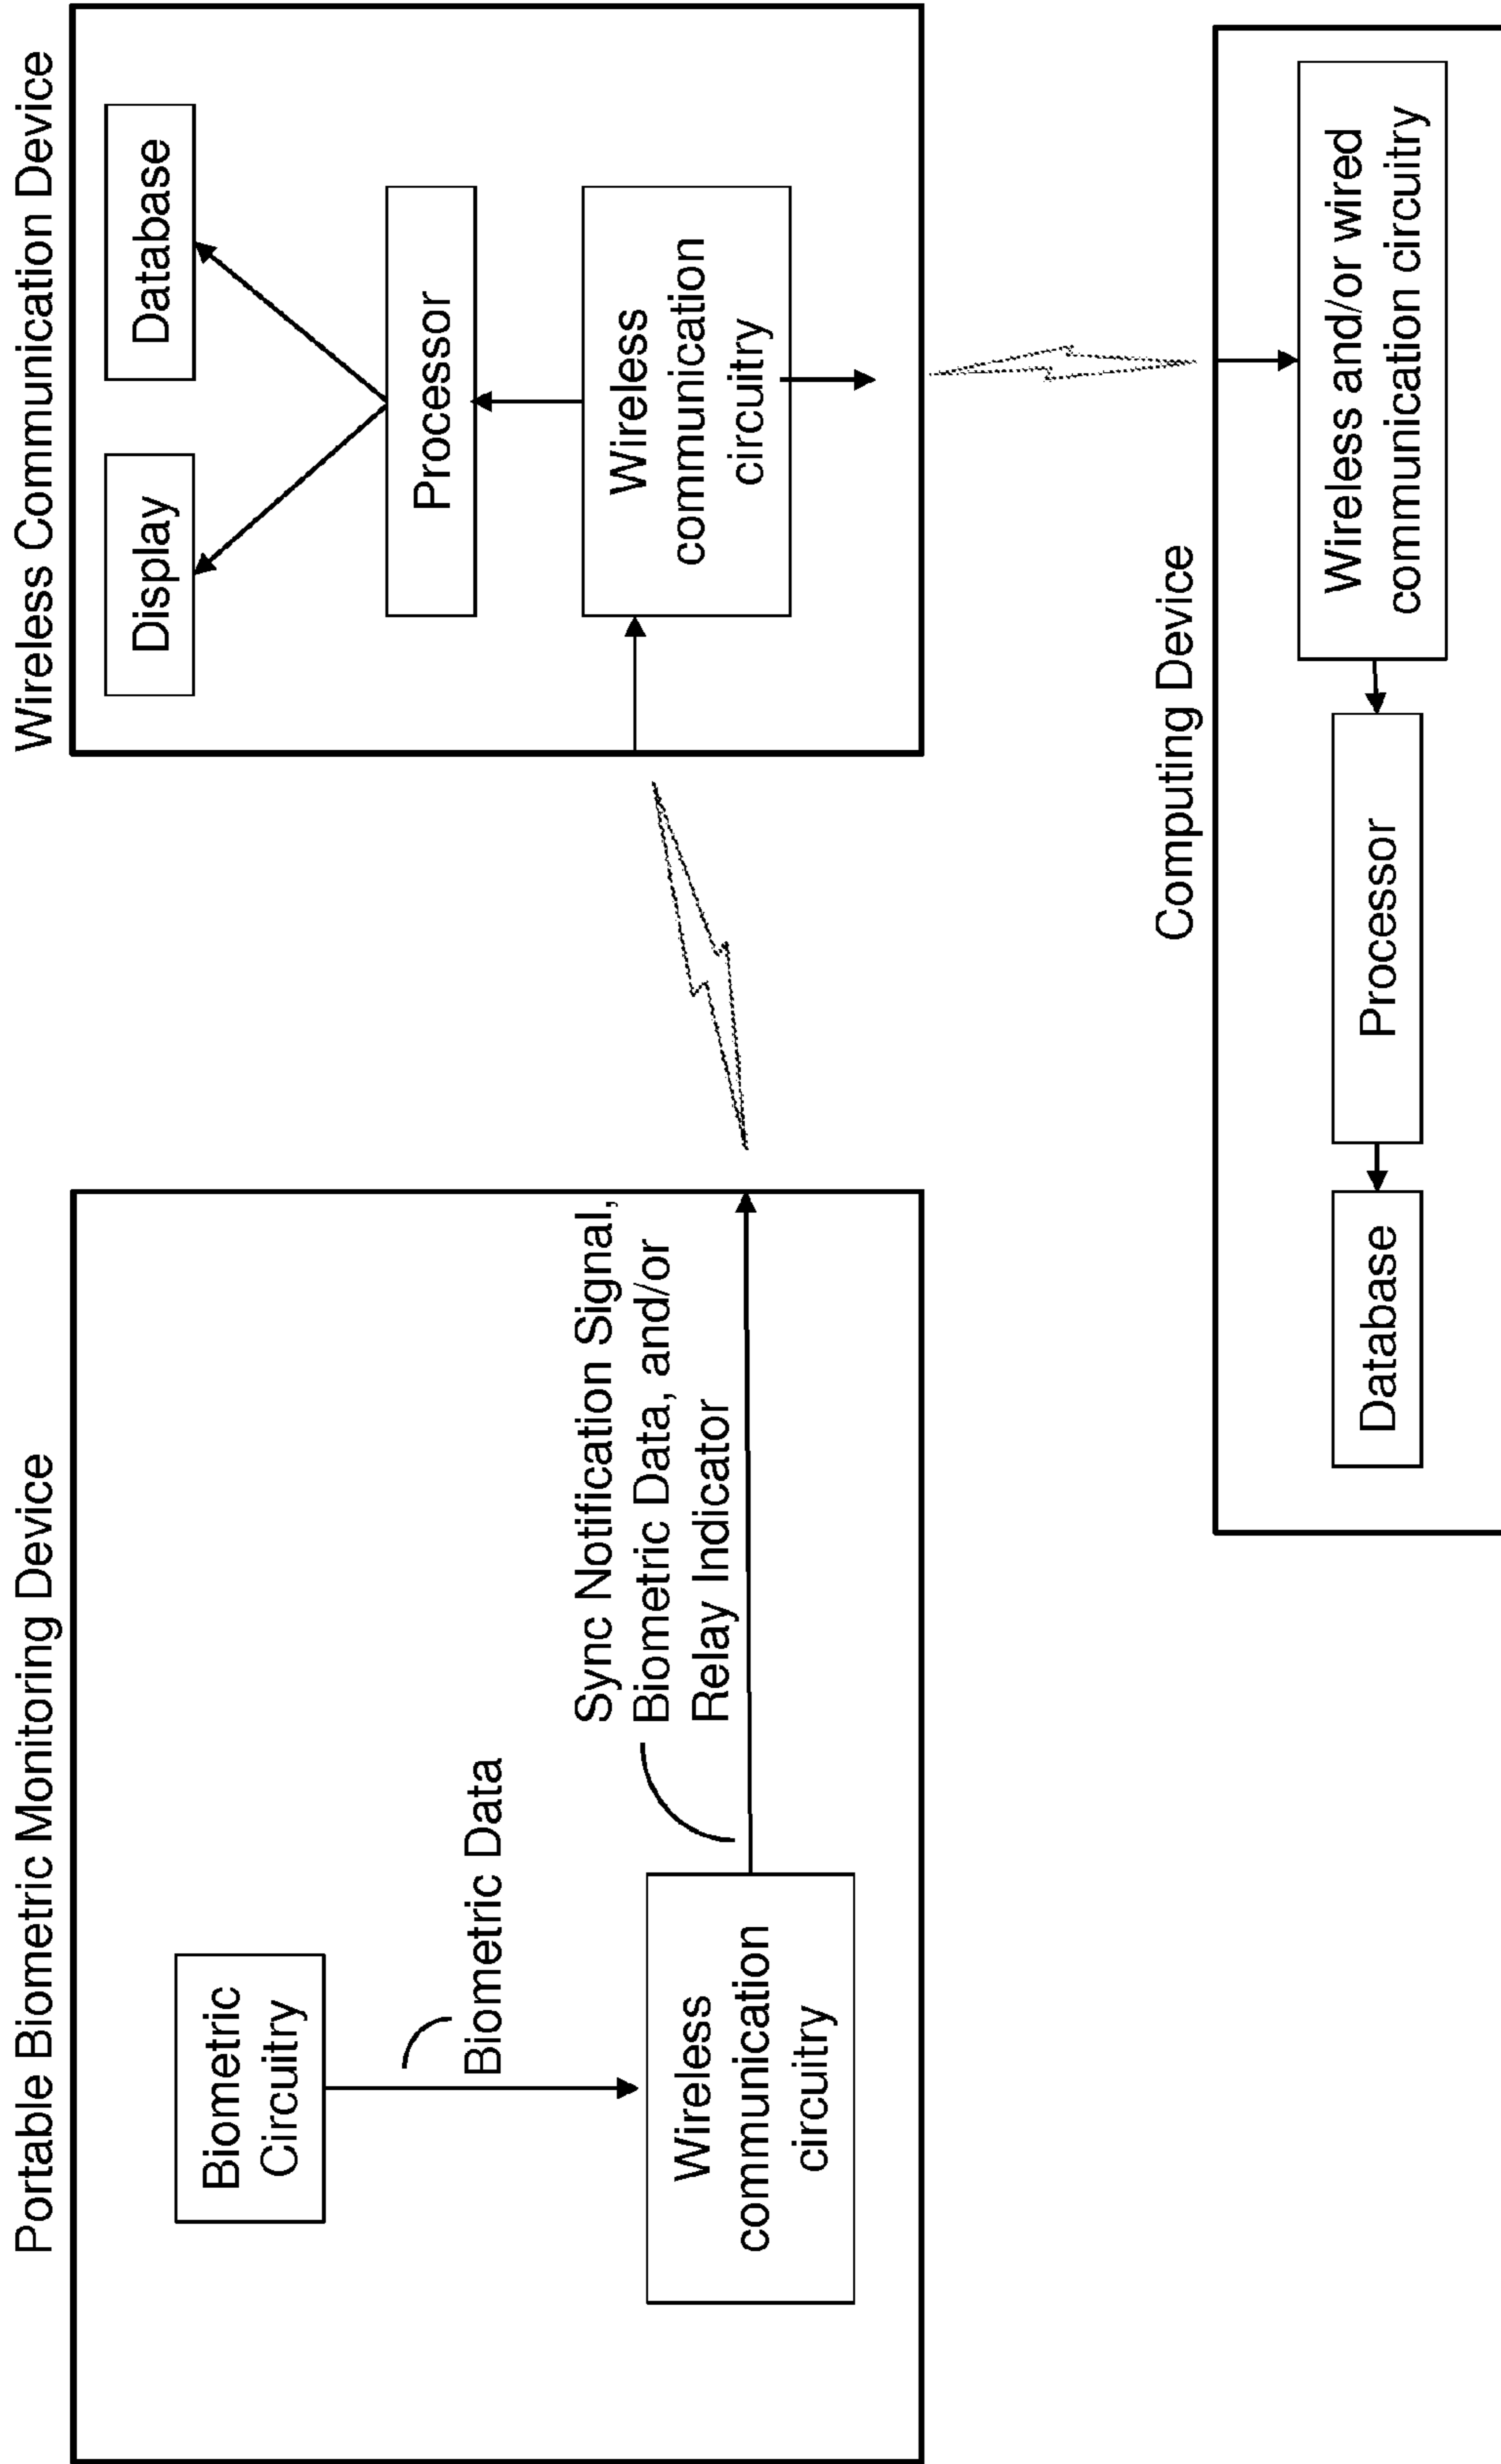 Portable Biometric Monitoring Device
Biometric
Circuitry
Biometric Data
Wireless
communication
circuitry
Sync Notification Signal,
Biometric Data, and/or
Relay Indicator
Wireless Communication Device
Display
Database
Processor
Wireless
communication
circuitry
Computing Device
Database
Processor
Wireless and/or wired
communication circuitry